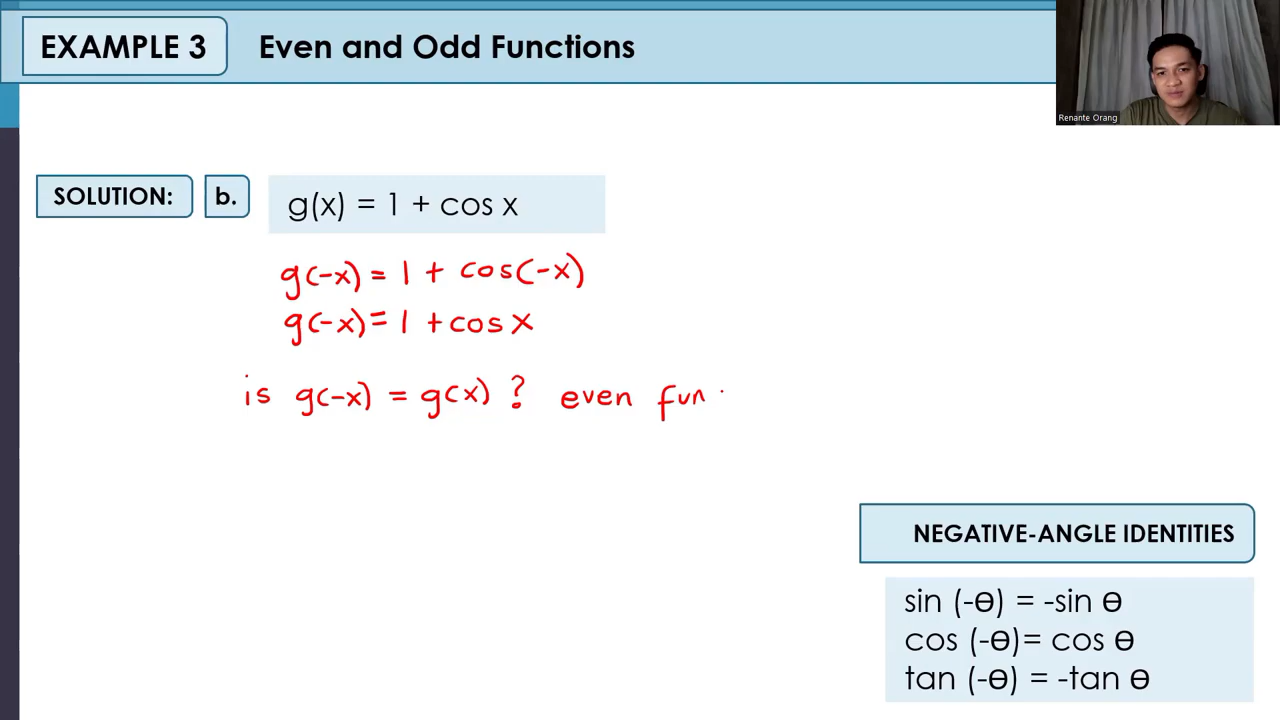 EXAMPLE 3
Even and Odd Functions
Renante Orang
SOLUTION:
b.
g(x) = 1 + cos x
g(-x) = 1 + cos(-x)
g(-x) = 1 + cos x
is g(-x) = g(x) ? even fun
NEGATIVE-ANGLE IDENTITIES
sin (-Ө) = -sin Ө
cos (-Ө)= cos Ө
tan (-Ө) = -tan Ө